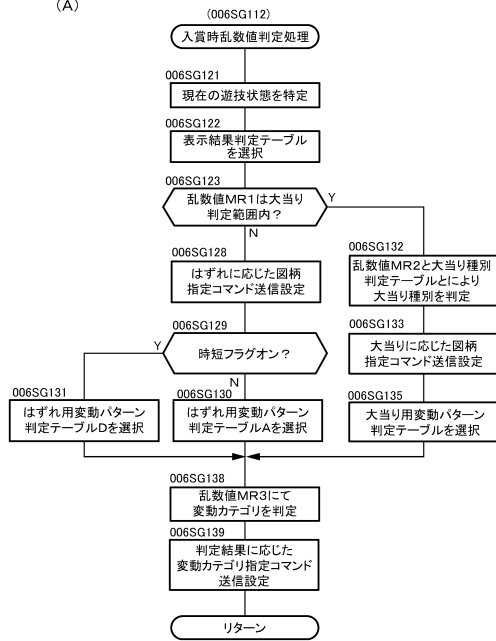 (A)
(006SG112)
入賞時乱数値判定処理
006SG121
現在の遊技状態を特定
006SG122
表示結果判定テーブル
を選択
006SG123
乱数値MR1は大当り
判定範囲内?
Y
N
006SG128
はずれに応じた図柄
指定コマンド送信設定
006SG132
乱数値MR2と大当り種別
判定テーブルとにより
大当り種別を判定
006SG129
時短フラグオン?
Y
N
006SG133
大当りに応じた図柄
指定コマンド送信設定
006SG131
はずれ用変動パターン
判定テーブルDを選択
006SG130
はずれ用変動パターン
判定テーブルAを選択
006SG135
大当り用変動パターン
判定テーブルを選択
006SG138
乱数値MR3にて
変動カテゴリを判定
006SG139
判定結果に応じた
変動カテゴリ指定コマンド
送信設定
リターン